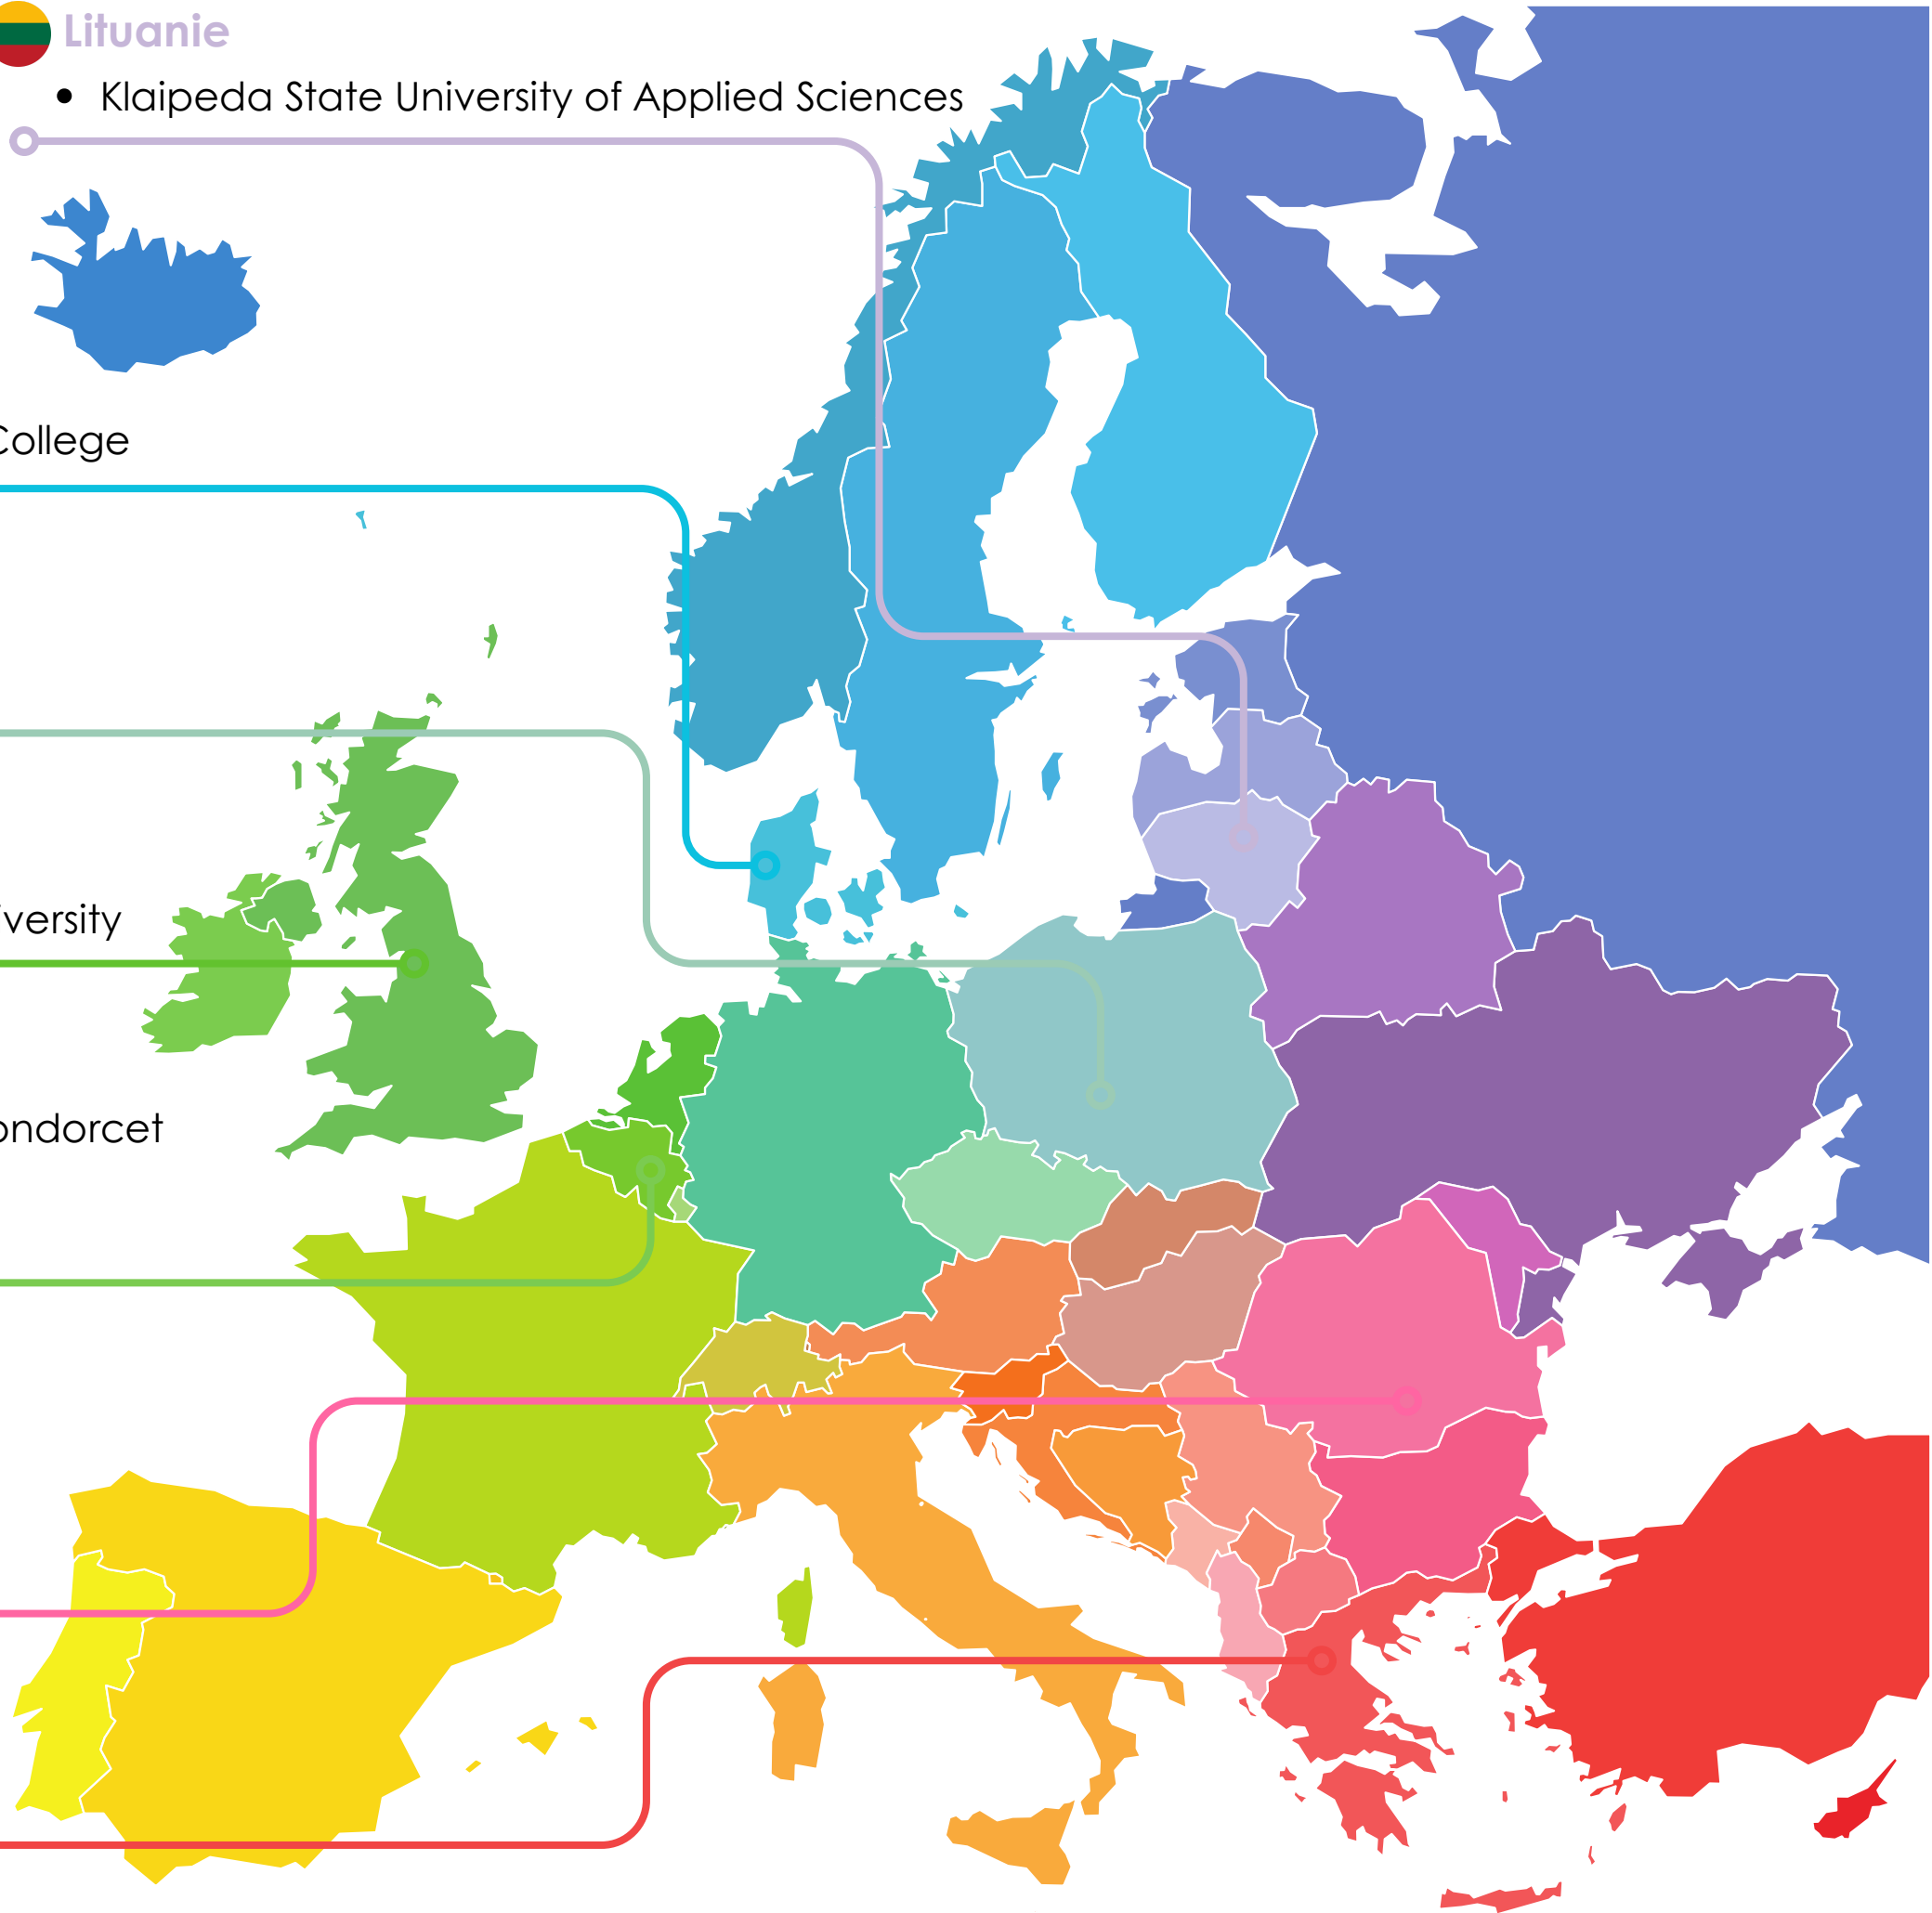 Lituanie
• Klaipeda State University of Applied Sciences
College
versity
ondorcet